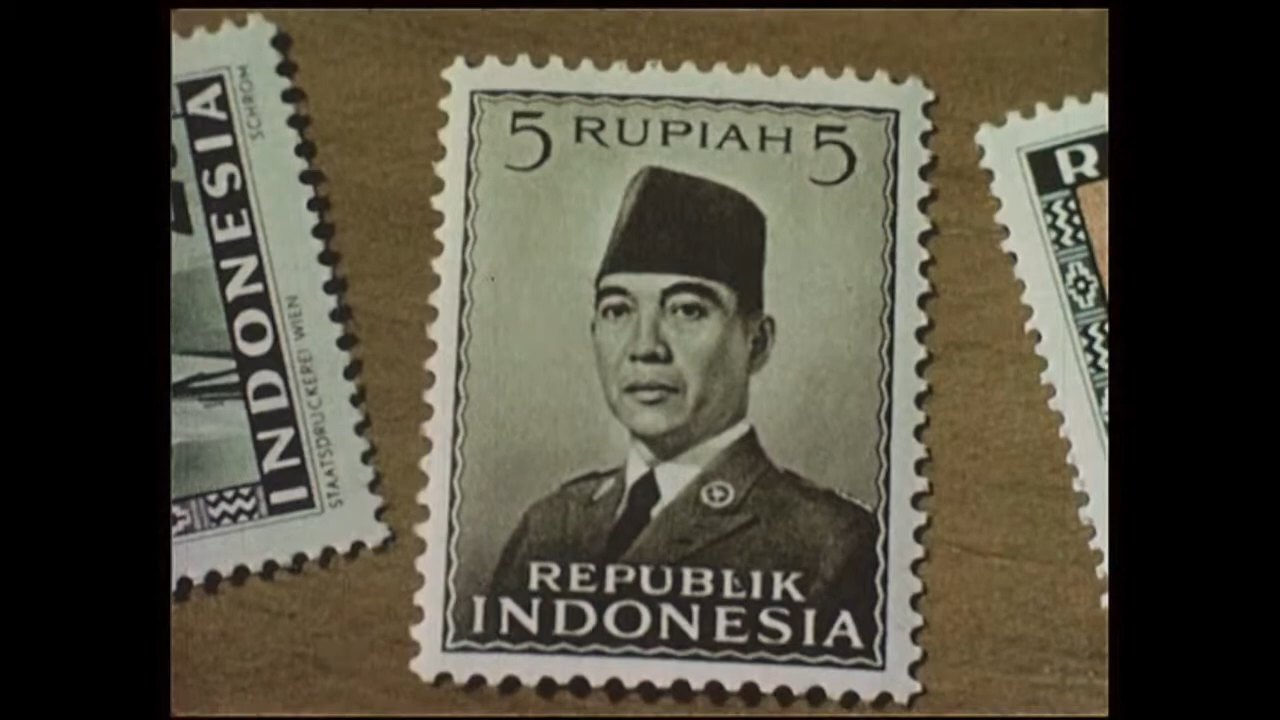 INDONESIA
SCHROM
STAATSDRUCKEREI WIEN
5 RUPIAH 5
REPUBLIK
INDONESIA
R